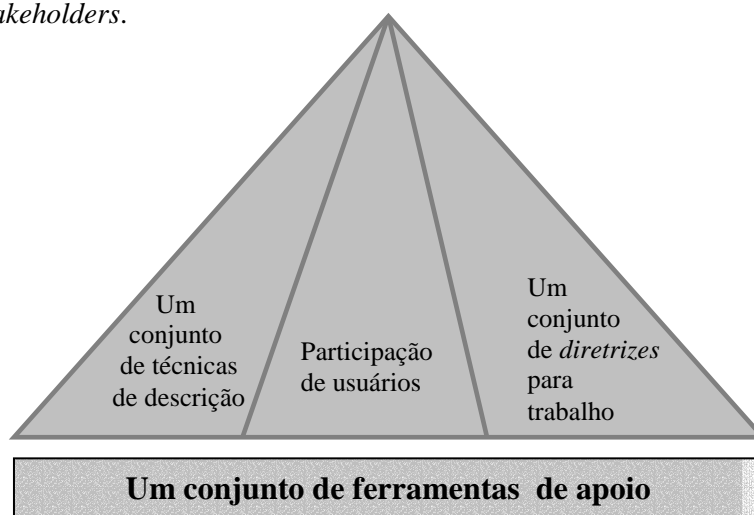 akeholders.
Um
conjunto
de técnicas
de descrição
Participação
de usuários
Um
conjunto
de diretrizes
para
trabalho
Um conjunto de ferramentas de apoio